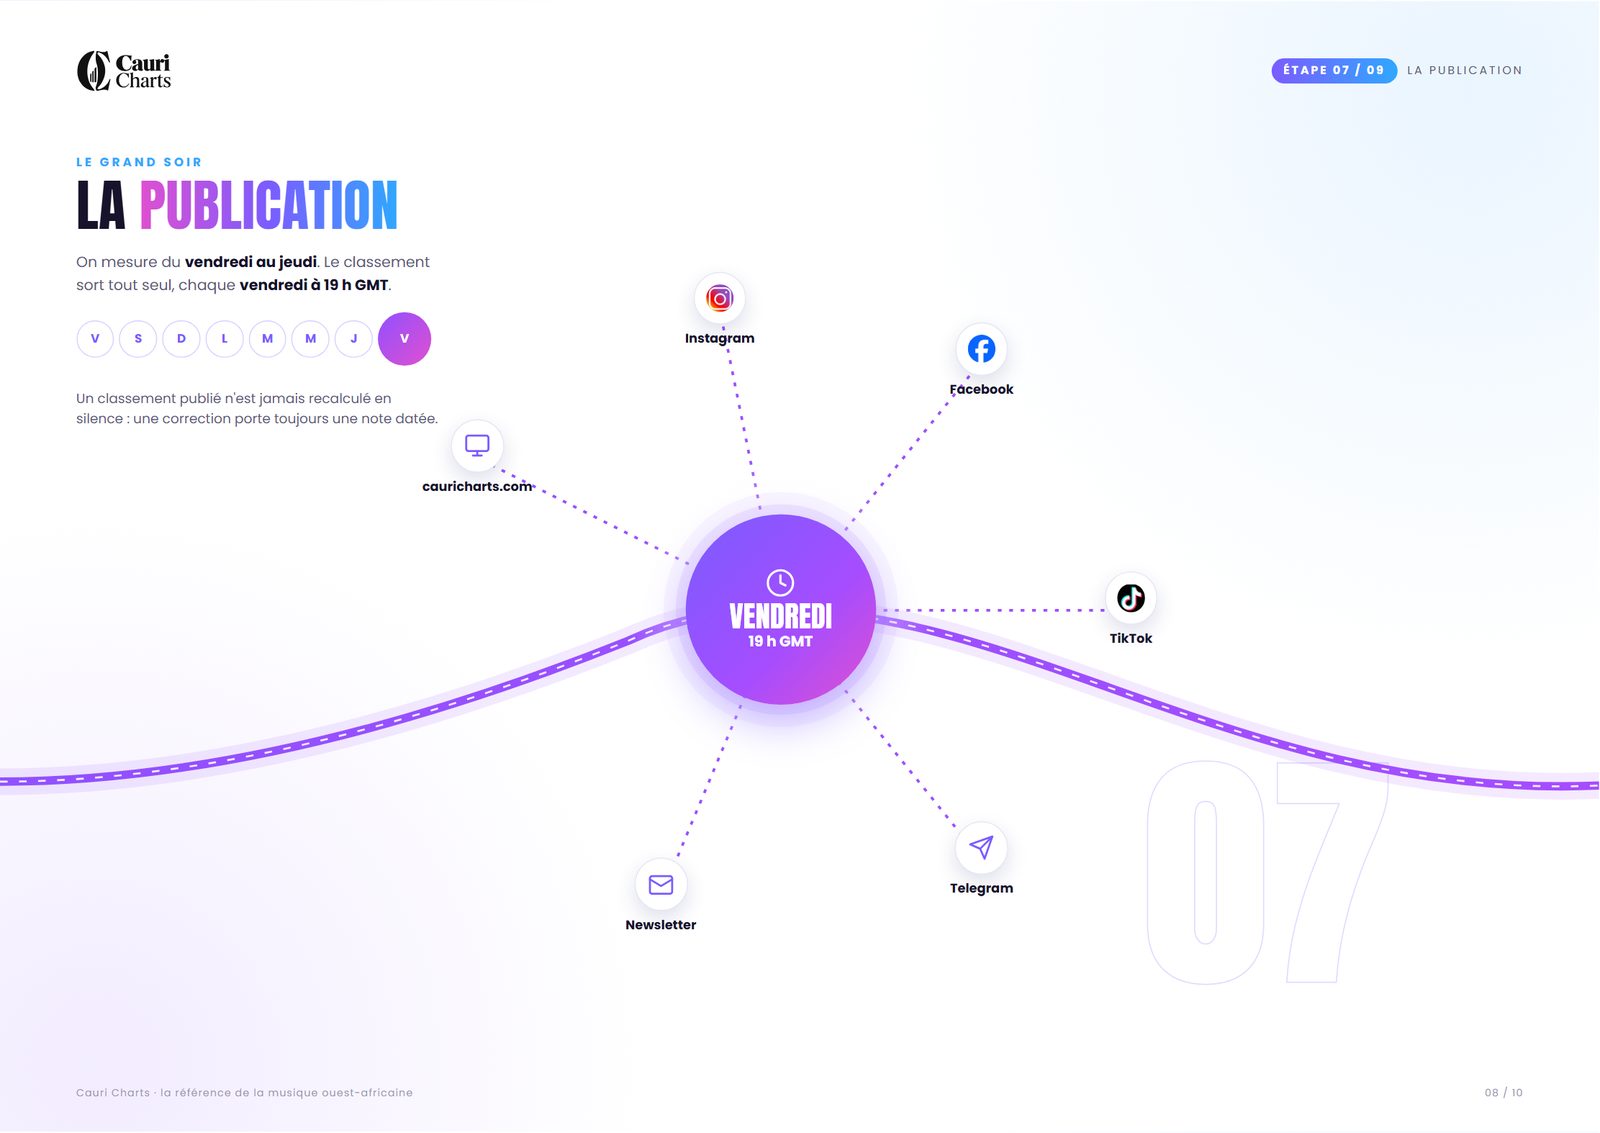 Cauri
Charts
ÉTAPE 07 / 09 LA PUBLICATION
LE GRAND SOIR
LA PUBLICATION
On mesure du vendredi au jeudi. Le classement
sort tout seul, chaque vendredi à 19 h GMT.
V S D L M M J V
Un classement publié n'est jamais recalculé en
silence : une correction porte toujours une note datée.
Instagram
Facebook
cauricharts.com
VENDREDI
19 h GMT
TikTok
Telegram
Newsletter
07
Cauri Charts · la référence de la musique ouest-africaine
08 / 10